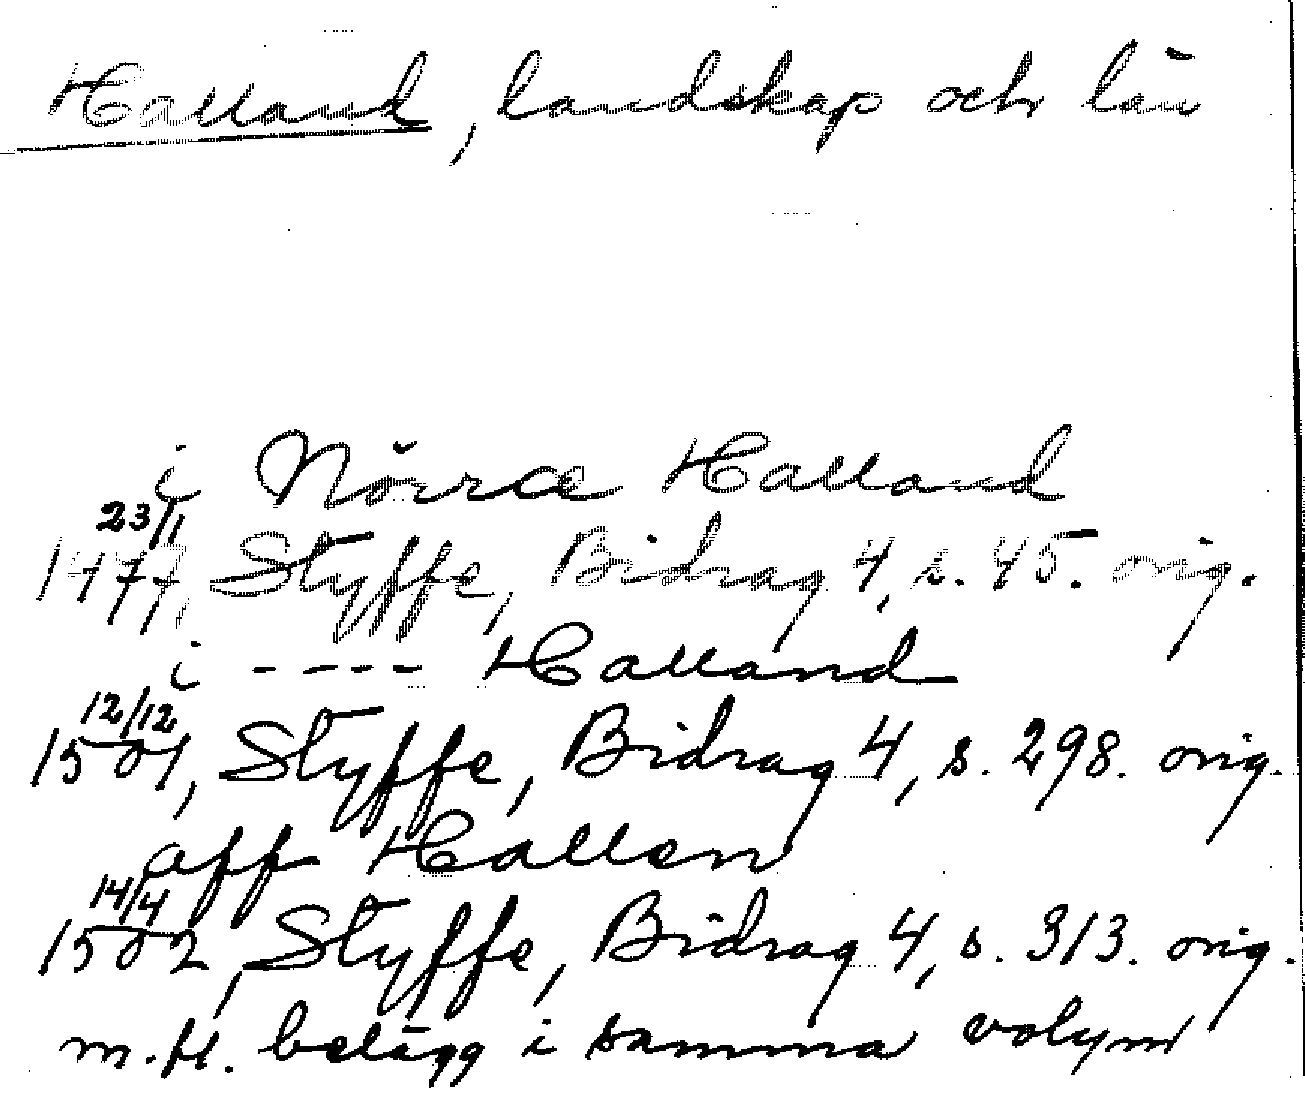 Halland, landskap och län
i Nörræ Halland
23/1
1477, Styffe, Bidrag 4, s. 45. orig.
i ---- Halland
12/12
1501, Styffe, Bidrag 4, s. 298. orig.
aff Hallen
14/4
1502, Styffe, Bidrag 4, s. 313. orig.
m. fl. belägg i samma volym